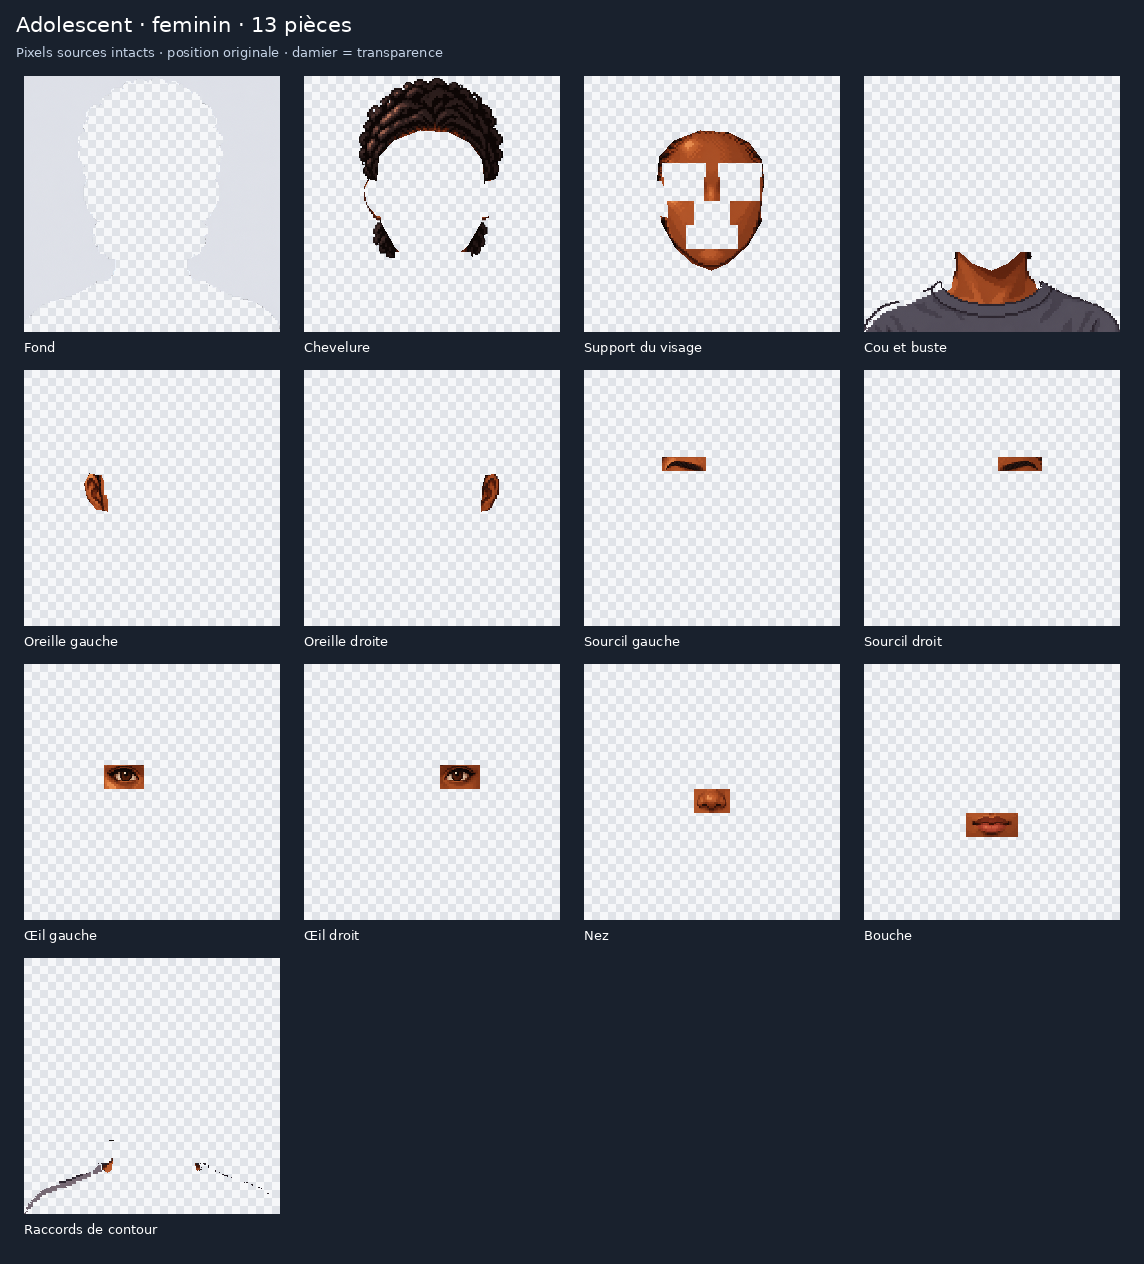 Adolescent · feminin · 13 pièces
Pixels sources intacts · position originale · damier = transparence
Fond
Chevelure
Support du visage
Cou et buste
Oreille gauche
Oreille droite
Sourcil gauche
Sourcil droit
Œil gauche
Œil droit
Nez
Bouche
Raccords de contour